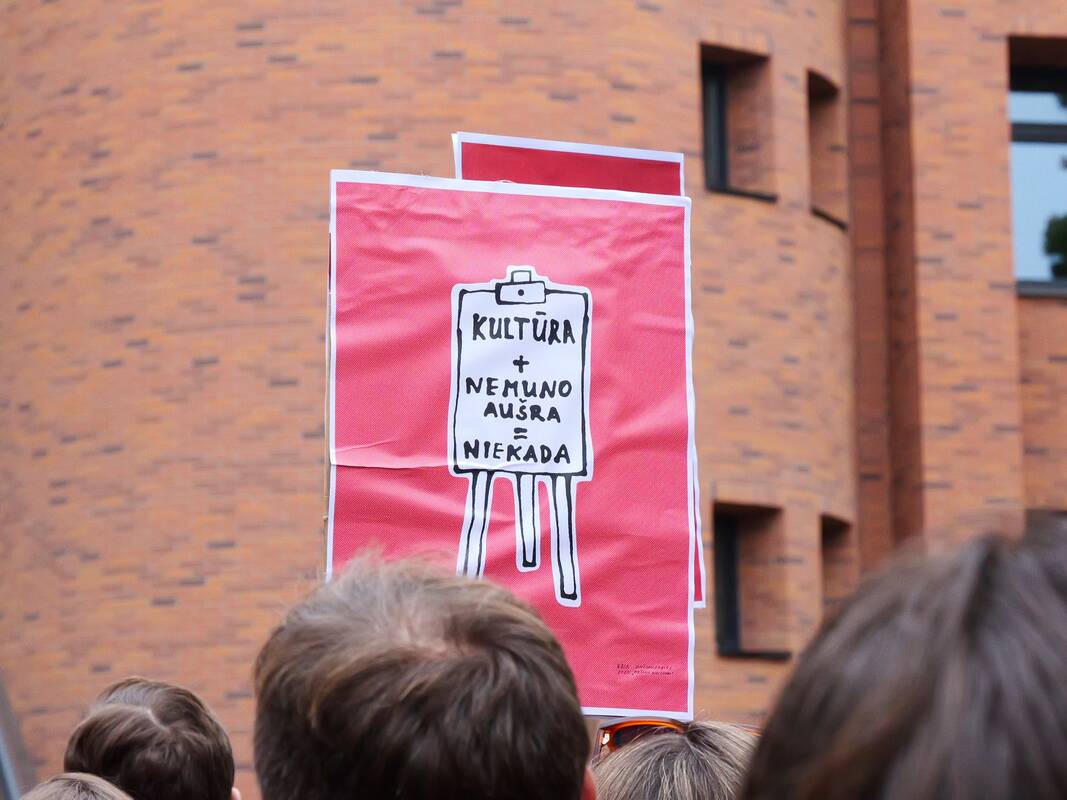 KULTŪRA
+
NEMUNO
AUŠRA
=
NIEKADA